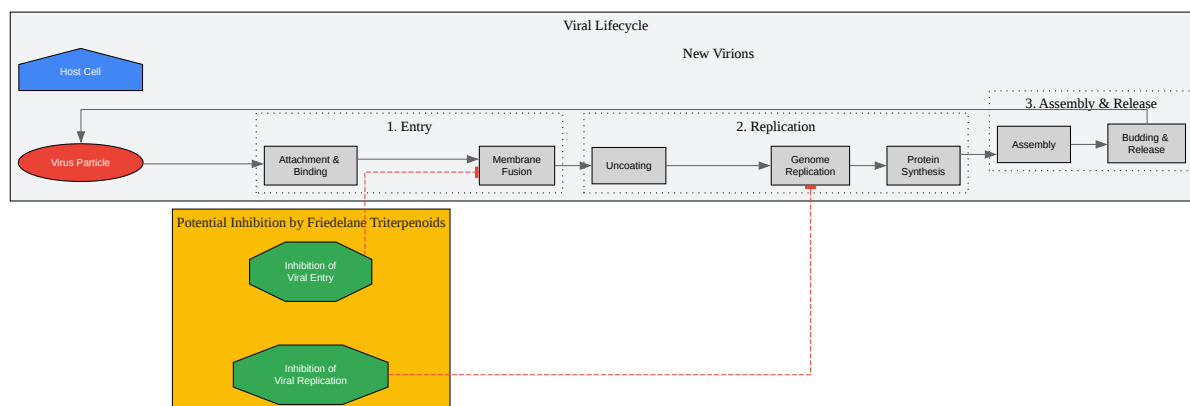 Viral Lifecycle
New Virions
Host Cell
3. Assembly & Release
1. Entry
2. Replication
Virus Particle
Attachment &
Binding
Membrane
Fusion
Uncoating
Genome
Replication
Protein
Synthesis
Assembly
Budding &
Release
Potential Inhibition by Friedelane Triterpenoids
Inhibition of
Viral Entry
Inhibition of
Viral Replication